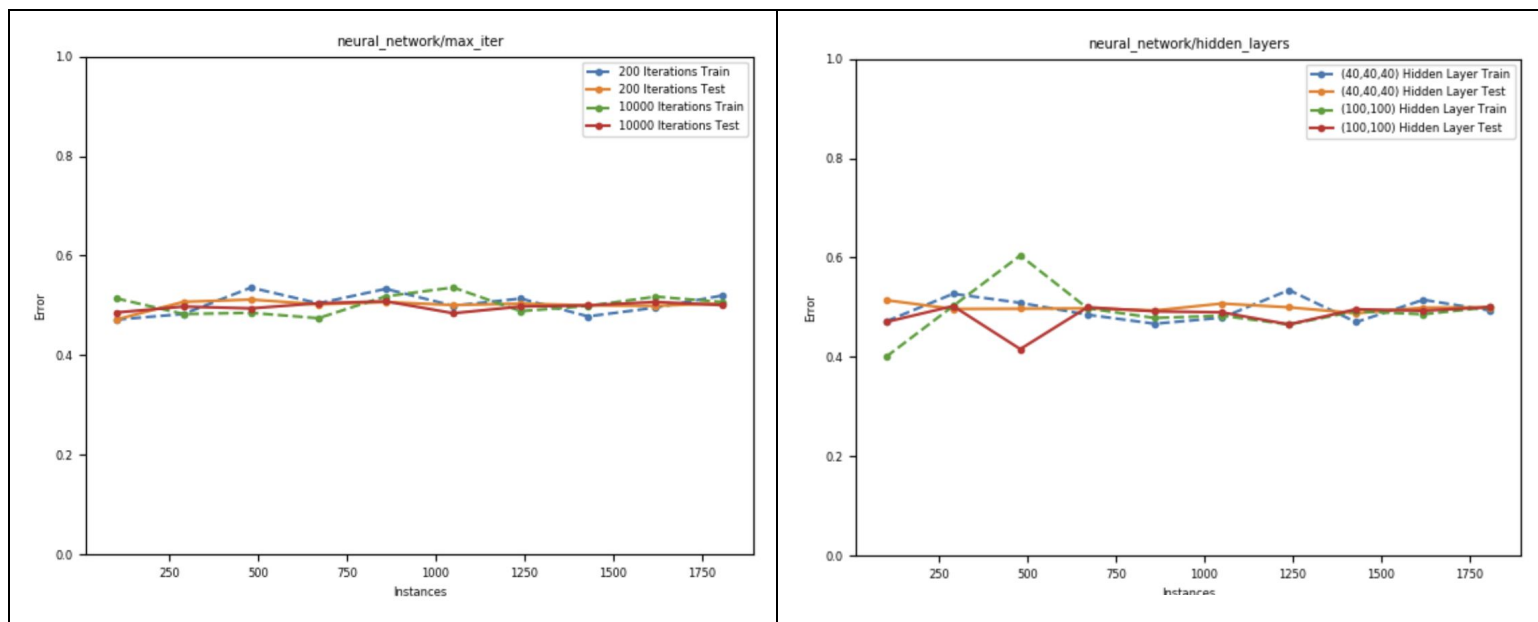 neural_network/max_iter
1.0
0.8
0.6
0.4
0.2
0.0
Error
200 Iterations Train
200 Iterations Test
10000 Iterations Train
10000 Iterations Test
250 500 750 1000 1250 1500 1750
Instances
neural_network/hidden_layers
1.0
0.8
0.6
0.4
0.2
0.0
Error
(40,40,40) Hidden Layer Train
(40,40,40) Hidden Layer Test
(100,100) Hidden Layer Train
(100,100) Hidden Layer Test
250 500 750 1000 1250 1500 1750
Instances